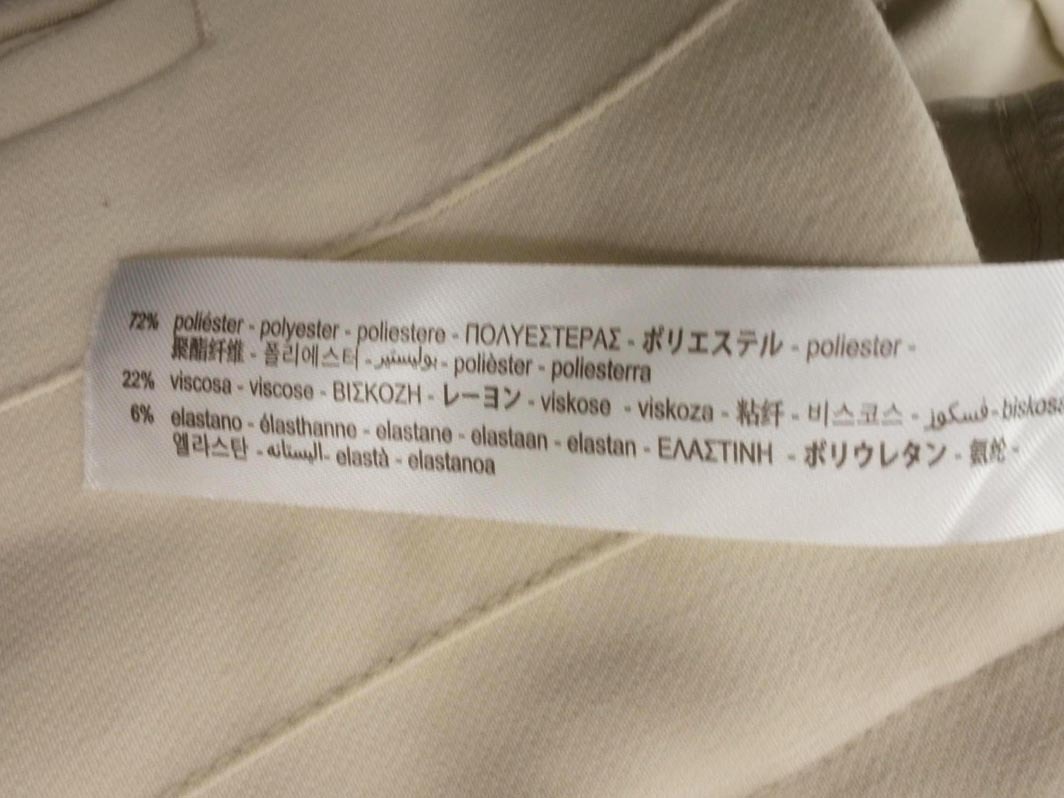 72% poliéster - polyester - poliestere - ΠΟΛΥΕΣΤΕΡΑΣ - ポリエステル - poliester -
聚酯纤维 - 폴리에스터 - بوليستير - polièster - poliesterra
22% viscosa - viscose - ΒΙΣΚΟΖΗ - レーヨン - viskose - viskoza - 粘纤 - 비스코스 - فسكوز - biskosa
6% elastano - élasthanne - elastane - elastaan - elastan - ΕΛΑΣΤΙΝΗ - ポリウレタン - 氨纶 -
엘라스탄 - اليستانه - elastà - elastanoa